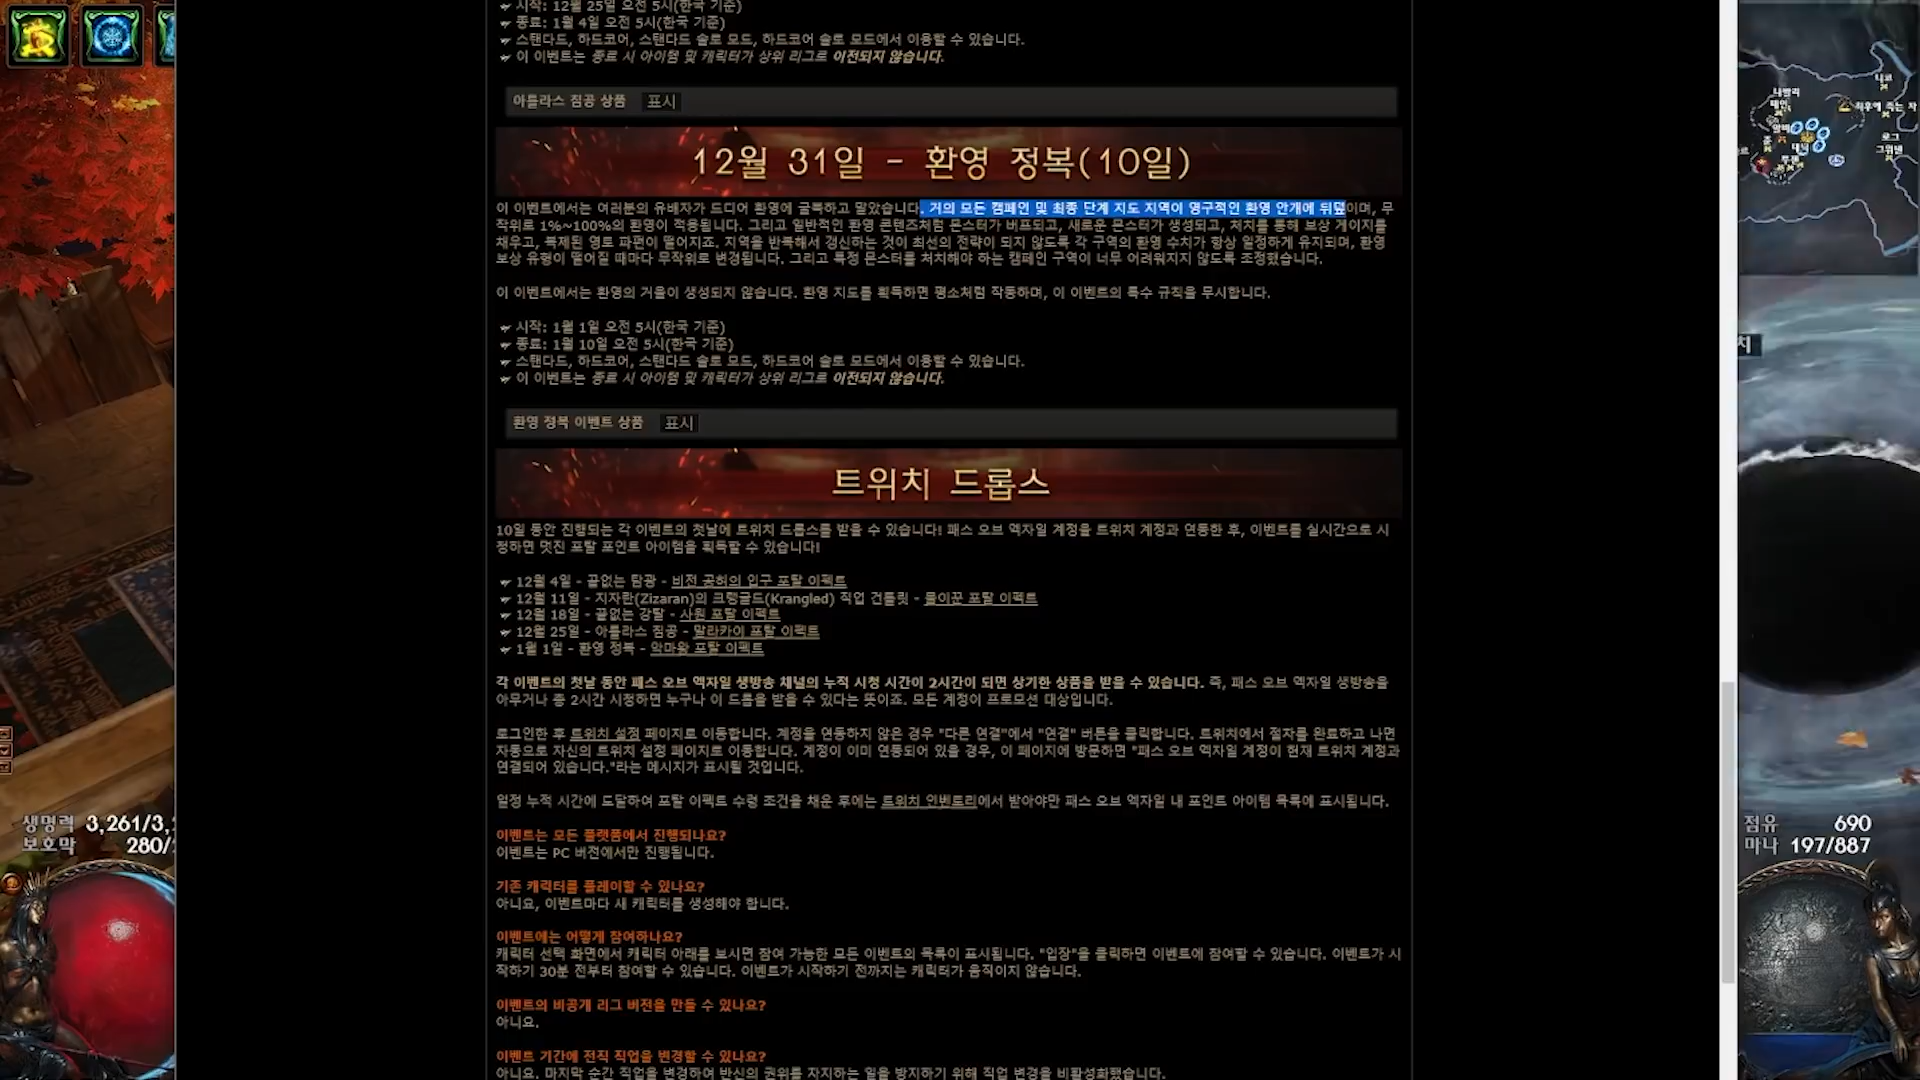 시작: 12월 25일 오전 5시(한국 기준)
종료: 1월 4일 오전 5시(한국 기준)
스탠다드, 하드코어, 스탠다드 솔로 모드, 하드코어 솔로 모드에서 이용할 수 있습니다.
이 이벤트는 종료 시 아이템 및 캐릭터가 상위 리그로 이전되지 않습니다.
아틀라스 침공 상품 표시
12월 31일 - 환영 정복(10일)
이 이벤트에서는 여러분의 유배자가 드디어 환영에 굴복하고 말았습니다. 거의 모든 캠페인 및 최종 단계 지도 지역이 영구적인 환영 안개에 뒤덮이며, 무
작위로 1%~100%의 환영이 적용됩니다. 그리고 일반적인 환영 콘텐츠처럼 몬스터가 버프되고, 새로운 몬스터가 생성되고, 처치를 통해 보상 게이지를
채우고, 복제된 영토 파편이 떨어지죠. 지역을 반복해서 갱신하는 것이 최선의 전략이 되지 않도록 각 구역의 환영 수치가 항상 일정하게 유지되며, 환영
보상 유형이 떨어질 때마다 무작위로 변경됩니다. 그리고 특정 몬스터를 처치해야 하는 캠페인 구역이 너무 어려워지지 않도록 조정했습니다.
이 이벤트에서는 환영의 거울이 생성되지 않습니다. 환영 지도를 획득하면 평소처럼 작동하며, 이 이벤트의 특수 규칙을 무시합니다.
시작: 1월 1일 오전 5시(한국 기준)
종료: 1월 10일 오전 5시(한국 기준)
스탠다드, 하드코어, 스탠다드 솔로 모드, 하드코어 솔로 모드에서 이용할 수 있습니다.
이 이벤트는 종료 시 아이템 및 캐릭터가 상위 리그로 이전되지 않습니다.
환영 정복 이벤트 상품 표시
트위치 드롭스
10일 동안 진행되는 각 이벤트의 첫날에 트위치 드롭스를 받을 수 있습니다! 패스 오브 엑자일 계정을 트위치 계정과 연동한 후, 이벤트를 실시간으로 시
청하면 멋진 포탈 포인트 아이템을 획득할 수 있습니다!
12월 4일 - 끝없는 탐광 - 비전 공허의 입구 포탈 이펙트
12월 11일 - 지자란(Zizaran)의 크랭글드(Krangled) 직업 건틀릿 - 몰이꾼 포탈 이펙트
12월 18일 - 끝없는 강탈 - 사원 포탈 이펙트
12월 25일 - 아틀라스 침공 - 말라카이 포탈 이펙트
1월 1일 - 환영 정복 - 악마왕 포탈 이펙트
각 이벤트의 첫날 동안 패스 오브 엑자일 생방송 채널의 누적 시청 시간이 2시간이 되면 상기한 상품을 받을 수 있습니다. 즉, 패스 오브 엑자일 생방송을
아무거나 총 2시간 시청하면 누구나 이 드롭을 받을 수 있다는 뜻이죠. 모든 계정이 프로모션 대상입니다.
로그인한 후 트위치 설정 페이지로 이동합니다. 계정을 연동하지 않은 경우 "다른 연결"에서 "연결" 버튼을 클릭합니다. 트위치에서 절차를 완료하고 나면
자동으로 자신의 트위치 설정 페이지로 이동합니다. 계정이 이미 연동되어 있을 경우, 이 페이지에 방문하면 "패스 오브 엑자일 계정이 현재 트위치 계정과
연결되어 있습니다."라는 메시지가 표시될 것입니다.
일정 누적 시간에 도달하여 포탈 이펙트 수령 조건을 채운 후에는 트위치 인벤토리에서 받아야만 패스 오브 엑자일 내 포인트 아이템 목록에 표시됩니다.
이벤트는 모든 플랫폼에서 진행되나요?
이벤트는 PC 버전에서만 진행됩니다.
기존 캐릭터를 플레이할 수 있나요?
아니요, 이벤트마다 새 캐릭터를 생성해야 합니다.
이벤트에는 어떻게 참여하나요?
캐릭터 선택 화면에서 캐릭터 아래를 보시면 참여 가능한 모든 이벤트의 목록이 표시됩니다. "입장"을 클릭하면 이벤트에 참여할 수 있습니다. 이벤트가 시
작하기 30분 전부터 참여할 수 있습니다. 이벤트가 시작하기 전까지는 캐릭터가 움직이지 않습니다.
이벤트의 비공개 리그 버전을 만들 수 있나요?
아니요.
이벤트 기간에 전직 직업을 변경할 수 있나요?
아니요. 마지막 순간 직업을 변경하여 반신의 권위를 차지하는 일을 방지하기 위해 직업 변경을 비활성화했습니다.
생명력 3,261/3,
보호막 280/
점유 690
마나 197/887
나발리
치